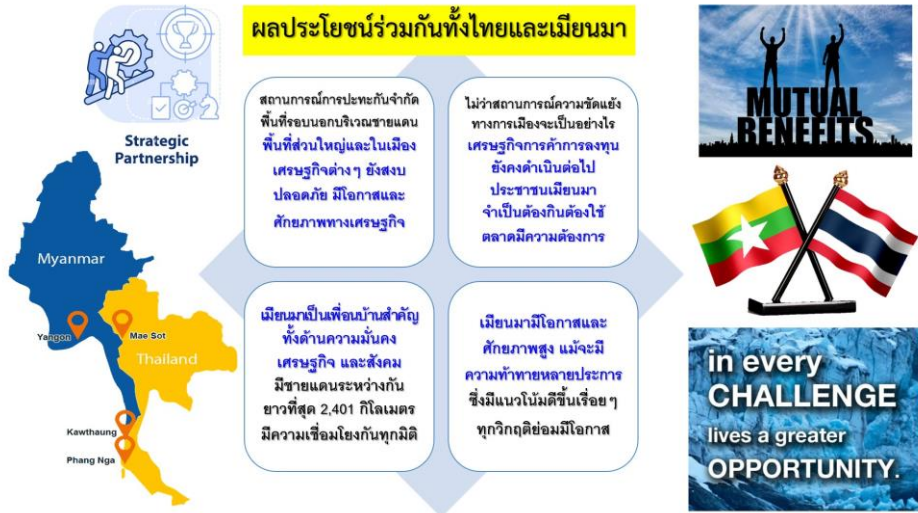 ผลประโยชน์ร่วมกันทั้งไทยและเมียนมา
Strategic
Partnership
Myanmar
Yangon
Mae Sot
Thailand
Kawthaung
Phang Nga
สถานการณ์การปะทะกันจำกัด
พื้นที่รอบนอกบริเวณชายแดน
พื้นที่ส่วนใหญ่และในเมือง
เศรษฐกิจต่างๆ ยังสงบ
ปลอดภัย มีโอกาสและ
ศักยภาพทางเศรษฐกิจ
ไม่ว่าสถานการณ์ความขัดแย้ง
ทางการเมืองจะเป็นอย่างไร
เศรษฐกิจการค้าการลงทุน
ยังคงดำเนินต่อไป
ประชาชนเมียนมา
จำเป็นต้องกินต้องใช้
ตลาดมีความต้องการ
เมียนมาเป็นเพื่อนบ้านสำคัญ
ทั้งด้านความมั่นคง
เศรษฐกิจ และสังคม
มีชายแดนระหว่างกัน
ยาวที่สุด 2,401 กิโลเมตร
มีความเชื่อมโยงกันทุกมิติ
เมียนมามีโอกาสและ
ศักยภาพสูง แม้จะมี
ความท้าทายหลายประการ
ซึ่งมีแนวโน้มดีขึ้นเรื่อยๆ
ทุกวิกฤติย่อมมีโอกาส
MUTUAL
BENEFITS
in every
CHALLENGE
lives a greater
OPPORTUNITY.